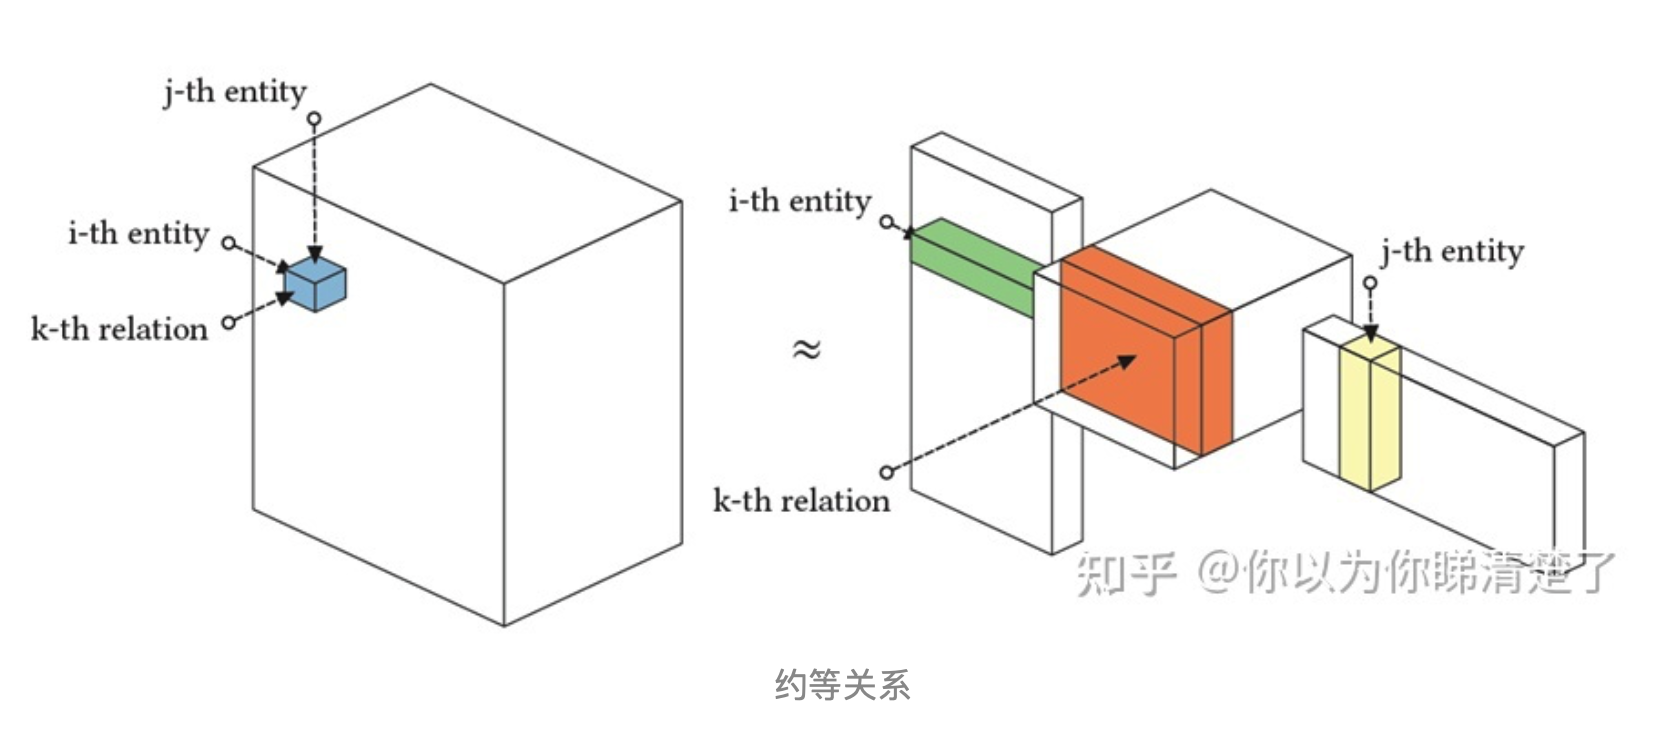 j-th entity
i-th entity
k-th relation
≈
i-th entity
j-th entity
k-th relation
知乎 @你以为你睇清楚了
约等关系